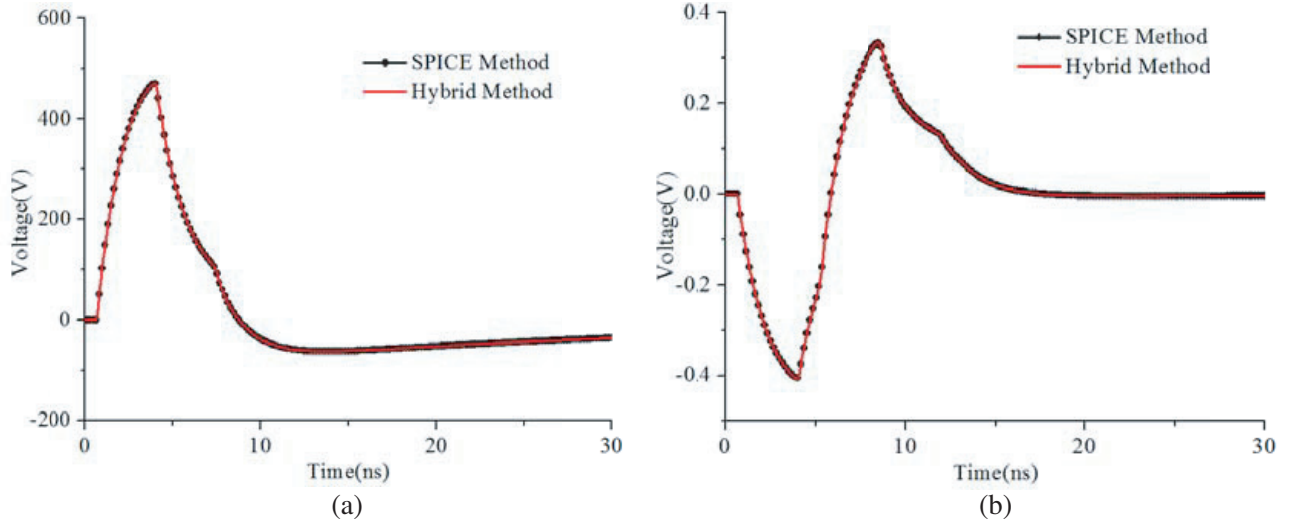 600
400
200
0
-200
Voltage(V)
SPICE Method
Hybrid Method
0 10 20 30
Time(ns)
(a)
0.4
0.2
0.0
-0.2
-0.4
Voltage(V)
SPICE Method
Hybrid Method
0 10 20 30
Time(ns)
(b)